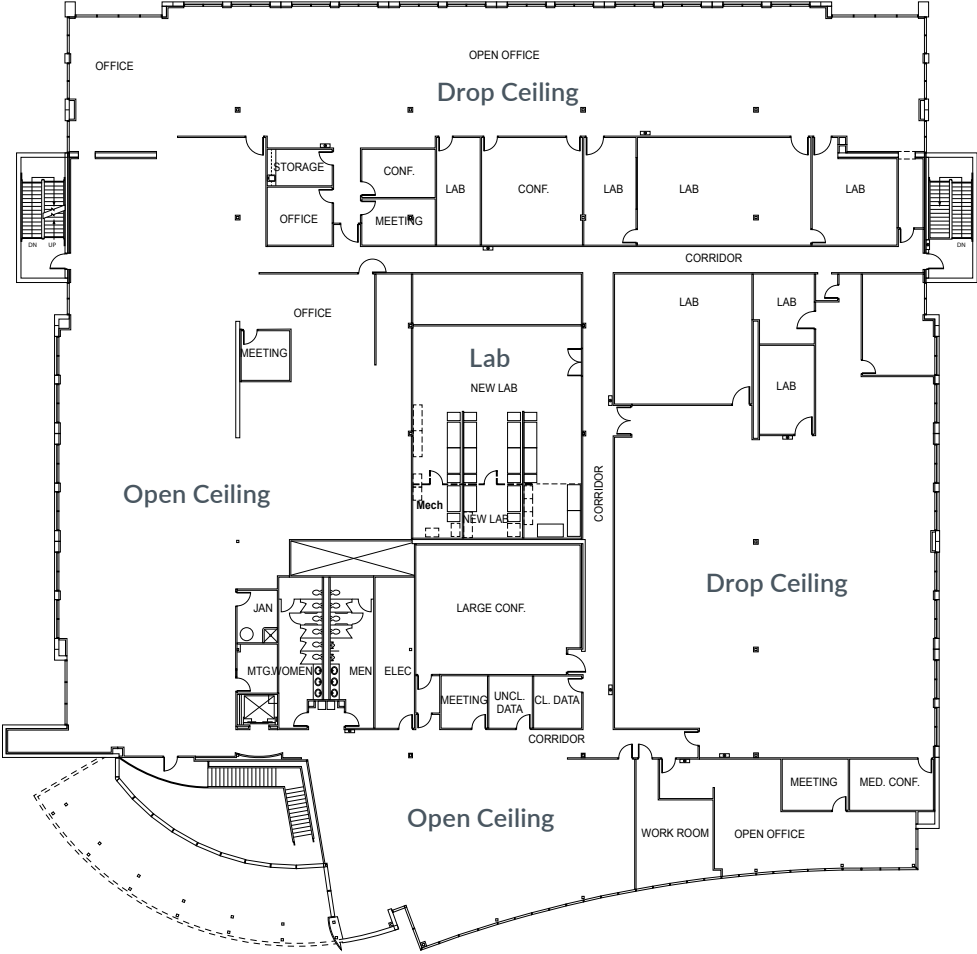 OPEN OFFICE
OFFICE
Drop Ceiling
STORAGE
CONF.
LAB
CONF.
LAB
LAB
LAB
OFFICE
MEETING
DN UP
DN
CORRIDOR
OFFICE
LAB
LAB
MEETING
Lab
NEW LAB
LAB
Open Ceiling
CORRIDOR
Mech
NEW LAB
Drop Ceiling
JAN
LARGE CONF.
MTG.
WOMEN
MEN
ELEC
MEETING
UNCL.
DATA
CL. DATA
CORRIDOR
MEETING
MED. CONF.
Open Ceiling
WORK ROOM
OPEN OFFICE